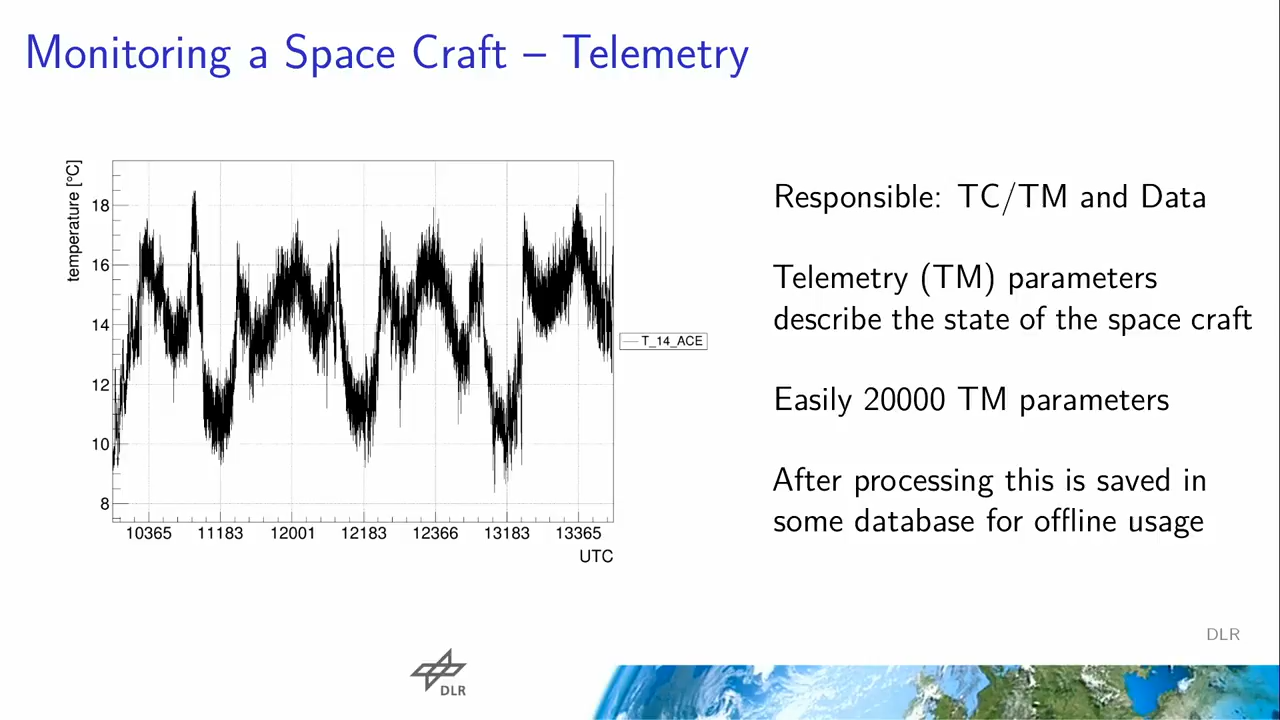 Monitoring a Space Craft – Telemetry
temperature [°C]
18
16
14
12
10
8
10365 11183 12001 12183 12366 13183 13365
UTC
T_14_ACE
Responsible: TC/TM and Data
Telemetry (TM) parameters
describe the state of the space craft
Easily 20000 TM parameters
After processing this is saved in
some database for offline usage
DLR
DLR